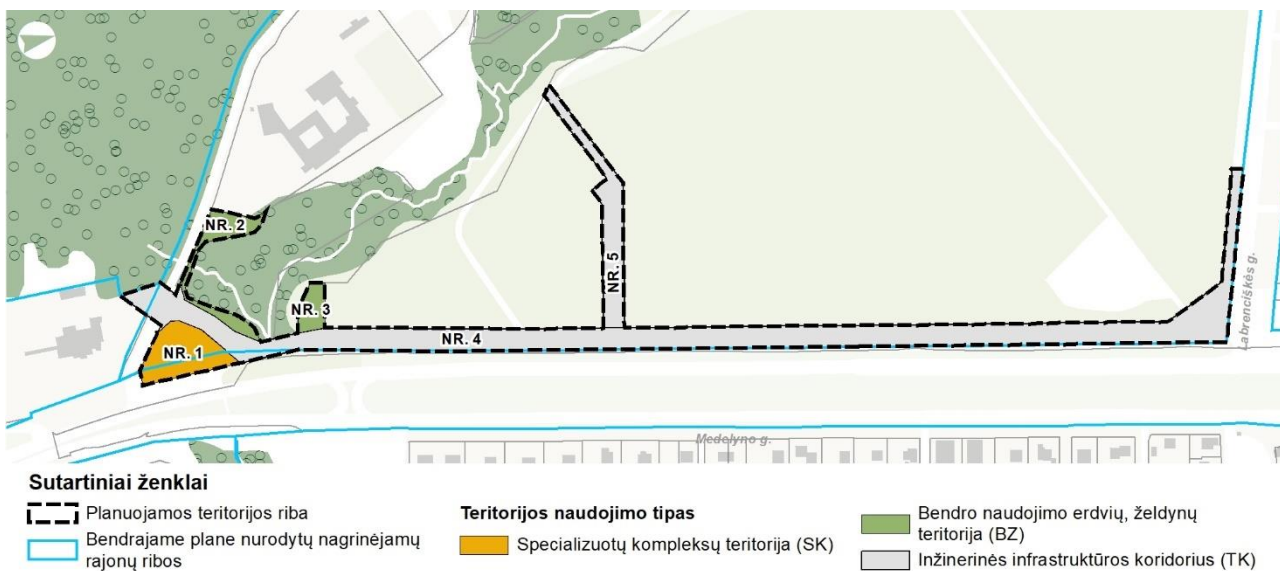 NR. 2
NR. 3
NR. 5
NR. 1
NR. 4
Labrenciškės g.
Medelyno g.
Sutartiniai ženklai
Planuojamos teritorijos riba
Bendrajame plane nurodytų nagrinėjamų
rajonų ribos
Teritorijos naudojimo tipas
Specializuotų kompleksų teritorija (SK)
Bendro naudojimo erdvių, želdynų
teritorija (BZ)
Inžinerinės infrastruktūros koridorius (TK)